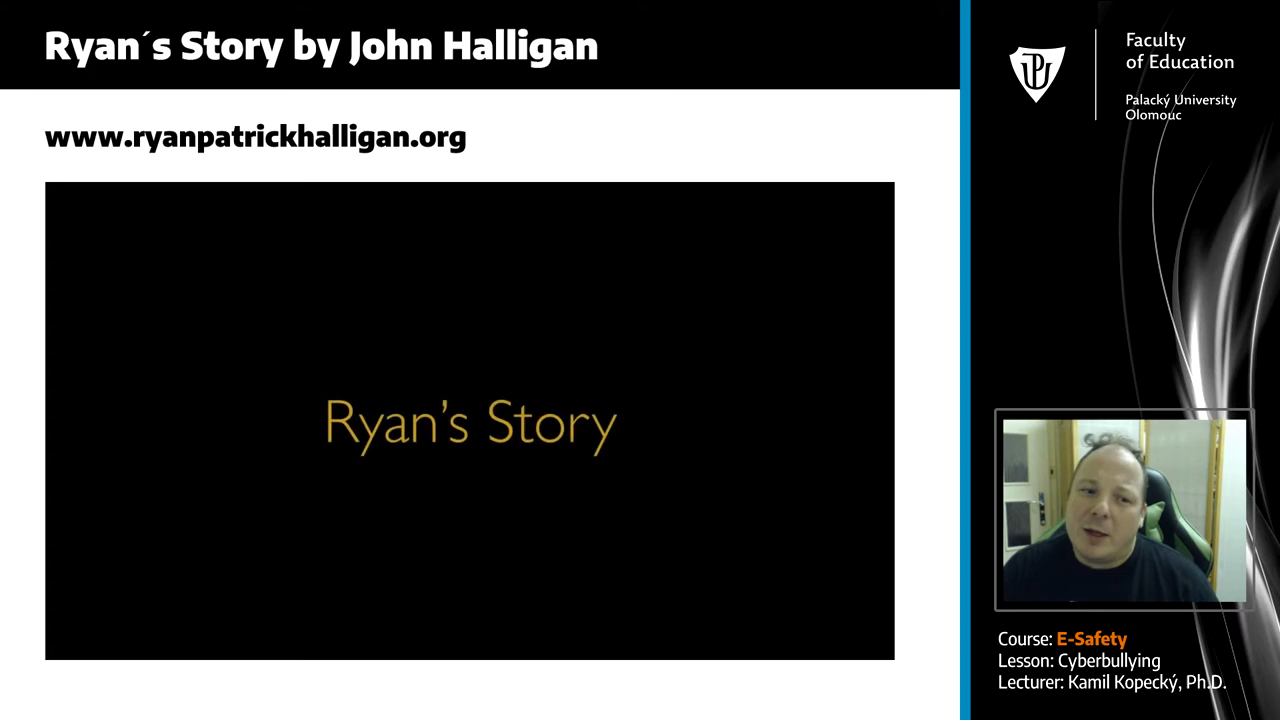 Ryan´s Story by John Halligan
www.ryanpatrickhalligan.org
Ryan’s Story
Faculty
of Education
Palacký University
Olomouc
Course: E-Safety
Lesson: Cyberbullying
Lecturer: Kamil Kopecký, Ph.D.